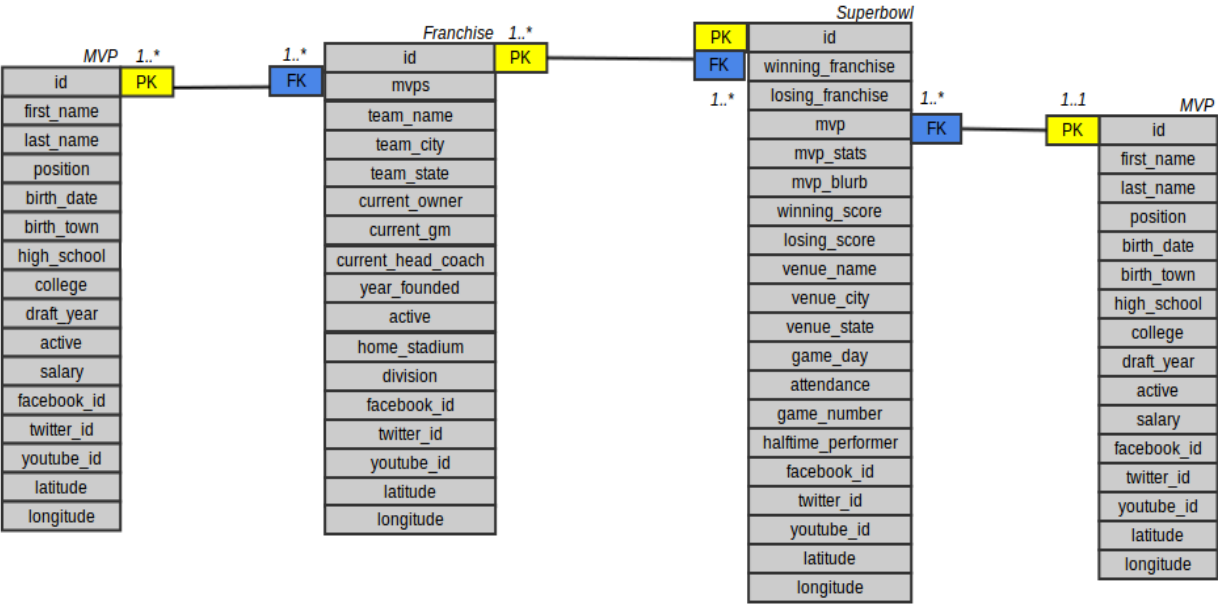 MVP 1..*
id PK
first_name
last_name
position
birth_date
birth_town
high_school
college
draft_year
active
salary
facebook_id
twitter_id
youtube_id
latitude
longitude
Franchise 1..*
1..*
FK id PK
mvps
team_name
team_city
team_state
current_owner
current_gm
current_head_coach
year_founded
active
home_stadium
division
facebook_id
twitter_id
youtube_id
latitude
longitude
Superbowl
PK id
FK winning_franchise
1..* losing_franchise 1..*
mvp FK
mvp_stats
mvp_blurb
winning_score
losing_score
venue_name
venue_city
venue_state
game_day
attendance
game_number
halftime_performer
facebook_id
twitter_id
youtube_id
latitude
longitude
1..1 MVP
PK id
first_name
last_name
position
birth_date
birth_town
high_school
college
draft_year
active
salary
facebook_id
twitter_id
youtube_id
latitude
longitude